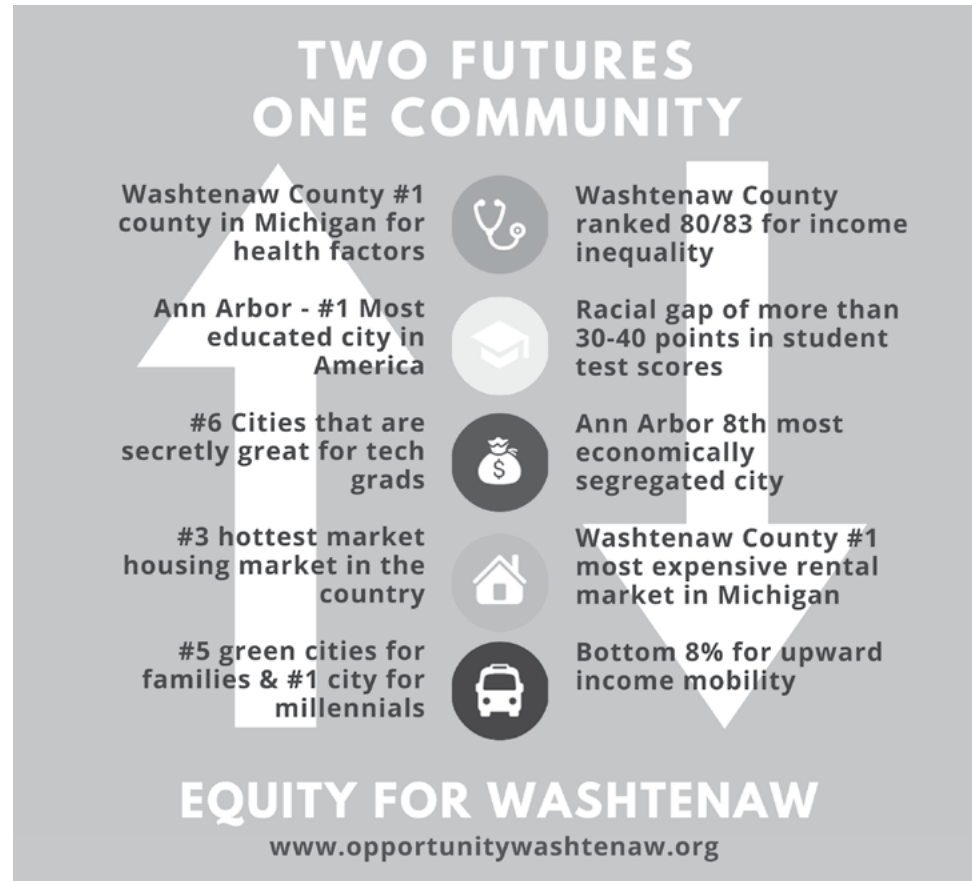 TWO FUTURES
ONE COMMUNITY
Washtenaw County #1
county in Michigan for
health factors
Washtenaw County
ranked 80/83 for income
inequality
Ann Arbor - #1 Most
educated city in
America
Racial gap of more than
30-40 points in student
test scores
#6 Cities that are
secretly great for tech
grads
$
Ann Arbor 8th most
economically
segregated city
#3 hottest market
housing market in the
country
Washtenaw County #1
most expensive rental
market in Michigan
#5 green cities for
families & #1 city for
millennials
Bottom 8% for upward
income mobility
EQUITY FOR WASHTENAW
www.opportunitywashtenaw.org